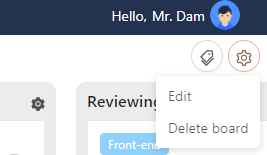 Hello, Mr. Dam
Reviewing
Edit
Delete board
Front-end